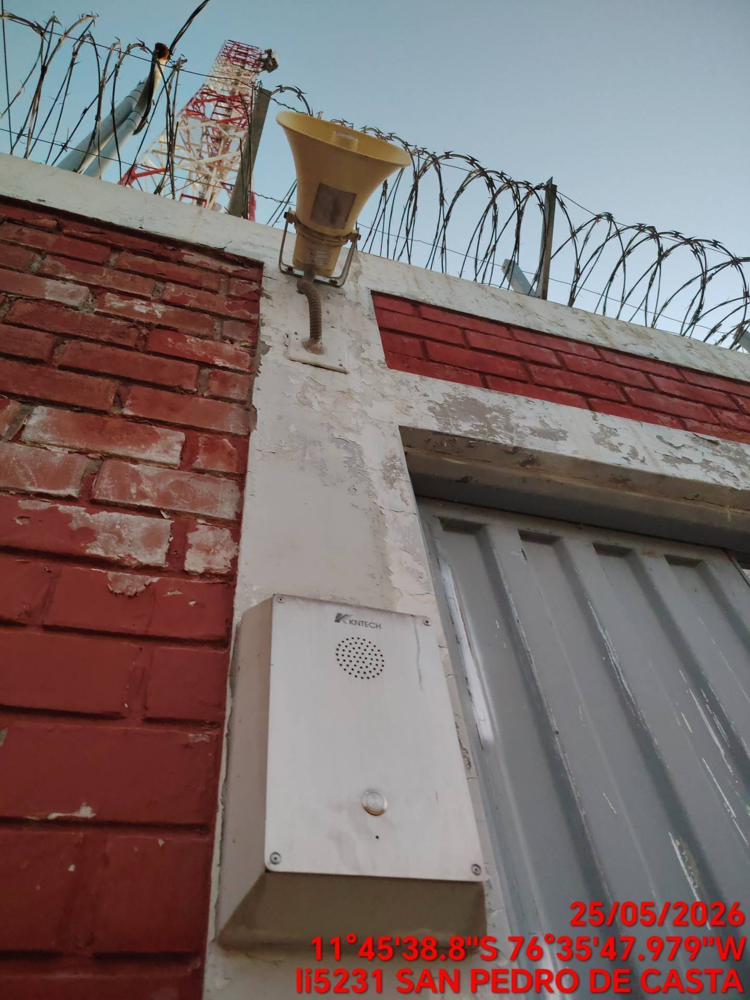 KNTECH
25/05/2026
11°45'38.8"S 76°35'47.979"W
li5231 SAN PEDRO DE CASTA